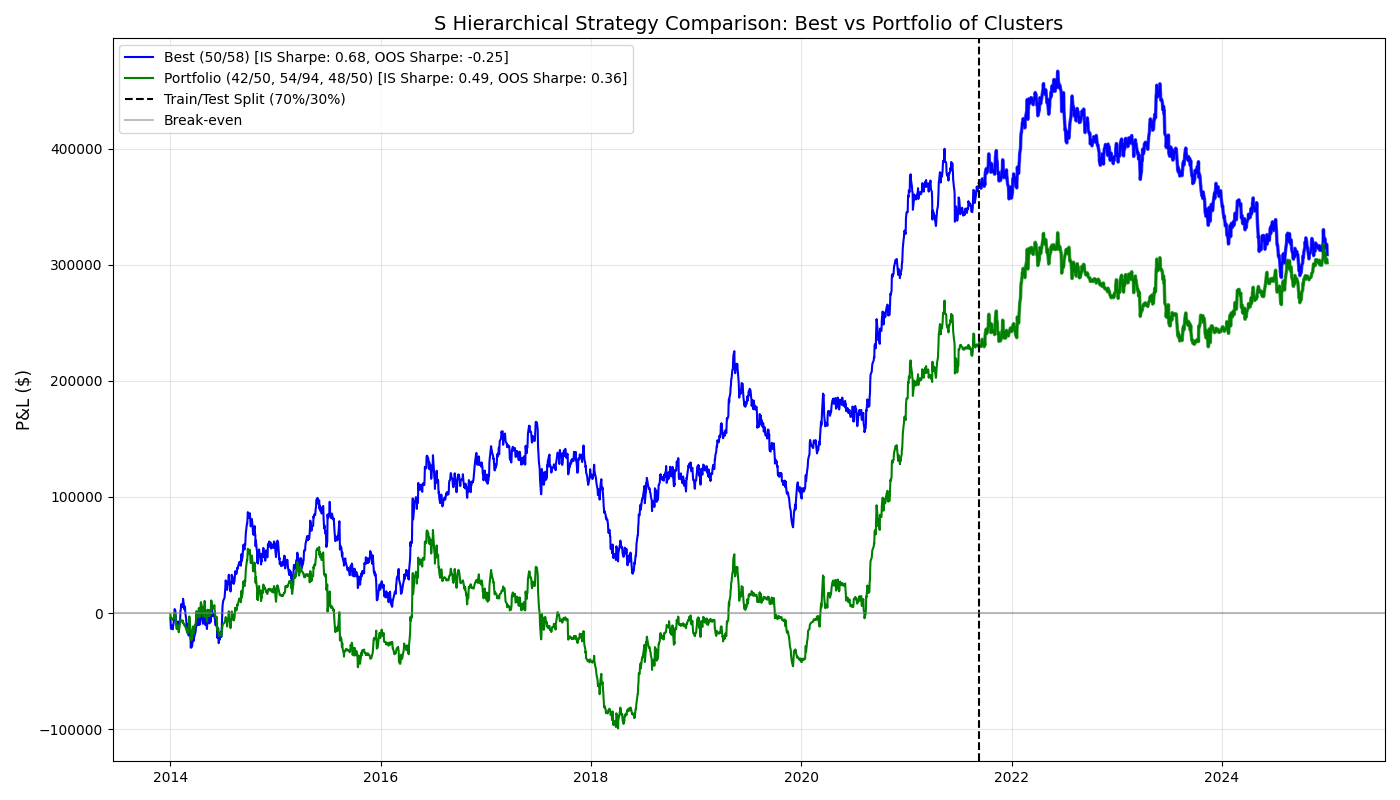 S Hierarchical Strategy Comparison: Best vs Portfolio of Clusters
Best (50/58) [IS Sharpe: 0.68, OOS Sharpe: -0.25]
Portfolio (42/50, 54/94, 48/50) [IS Sharpe: 0.49, OOS Sharpe: 0.36]
Train/Test Split (70%/30%)
Break-even
P&L ($)
400000
300000
200000
100000
0
−100000
2014
2016
2018
2020
2022
2024